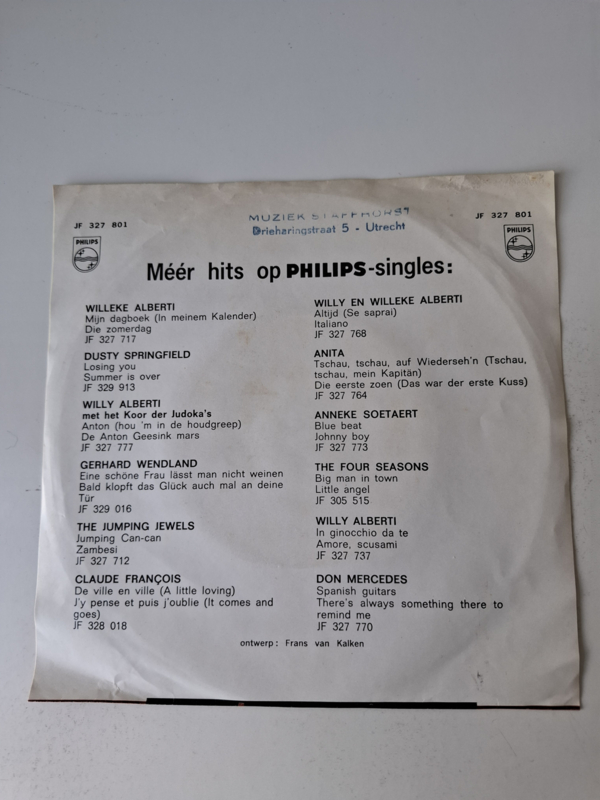 JF 327 801
MUZIEK STAFFHORST
JF 327 801
Drieharingstraat 5 - Utrecht
PHILIPS
PHILIPS
Méér hits op PHILIPS-singles:
WILLEKE ALBERTI
Mijn dagboek (In meinem Kalender)
Die zomerdag
JF 327 717
DUSTY SPRINGFIELD
Losing you
Summer is over
JF 329 913
WILLY ALBERTI
met het Koor der Judoka's
Anton (hou 'm in de houdgreep)
De Anton Geesink mars
JF 327 777
GERHARD WENDLAND
Eine schöne Frau lässt man nicht weinen
Bald klopft das Glück auch mal an deine
Tür
JF 329 016
THE JUMPING JEWELS
Jumping Can-can
Zambesi
JF 327 712
CLAUDE FRANÇOIS
De ville en ville (A little loving)
J'y pense et puis j'oublie (It comes and
goes)
JF 328 018
WILLY EN WILLEKE ALBERTI
Altijd (Se saprai)
Italiano
JF 327 768
ANITA
Tschau, tschau, auf Wiederseh'n (Tschau,
tschau, mein Kapitän)
Die eerste zoen (Das war der erste Kuss)
JF 327 764
ANNEKE SOETAERT
Blue beat
Johnny boy
JF 327 773
THE FOUR SEASONS
Big man in town
Little angel
JF 305 515
WILLY ALBERTI
In ginocchio da te
Amore, scusami
JF 327 737
DON MERCEDES
Spanish guitars
There's always something there to
remind me
JF 327 770
ontwerp: Frans van Kalken